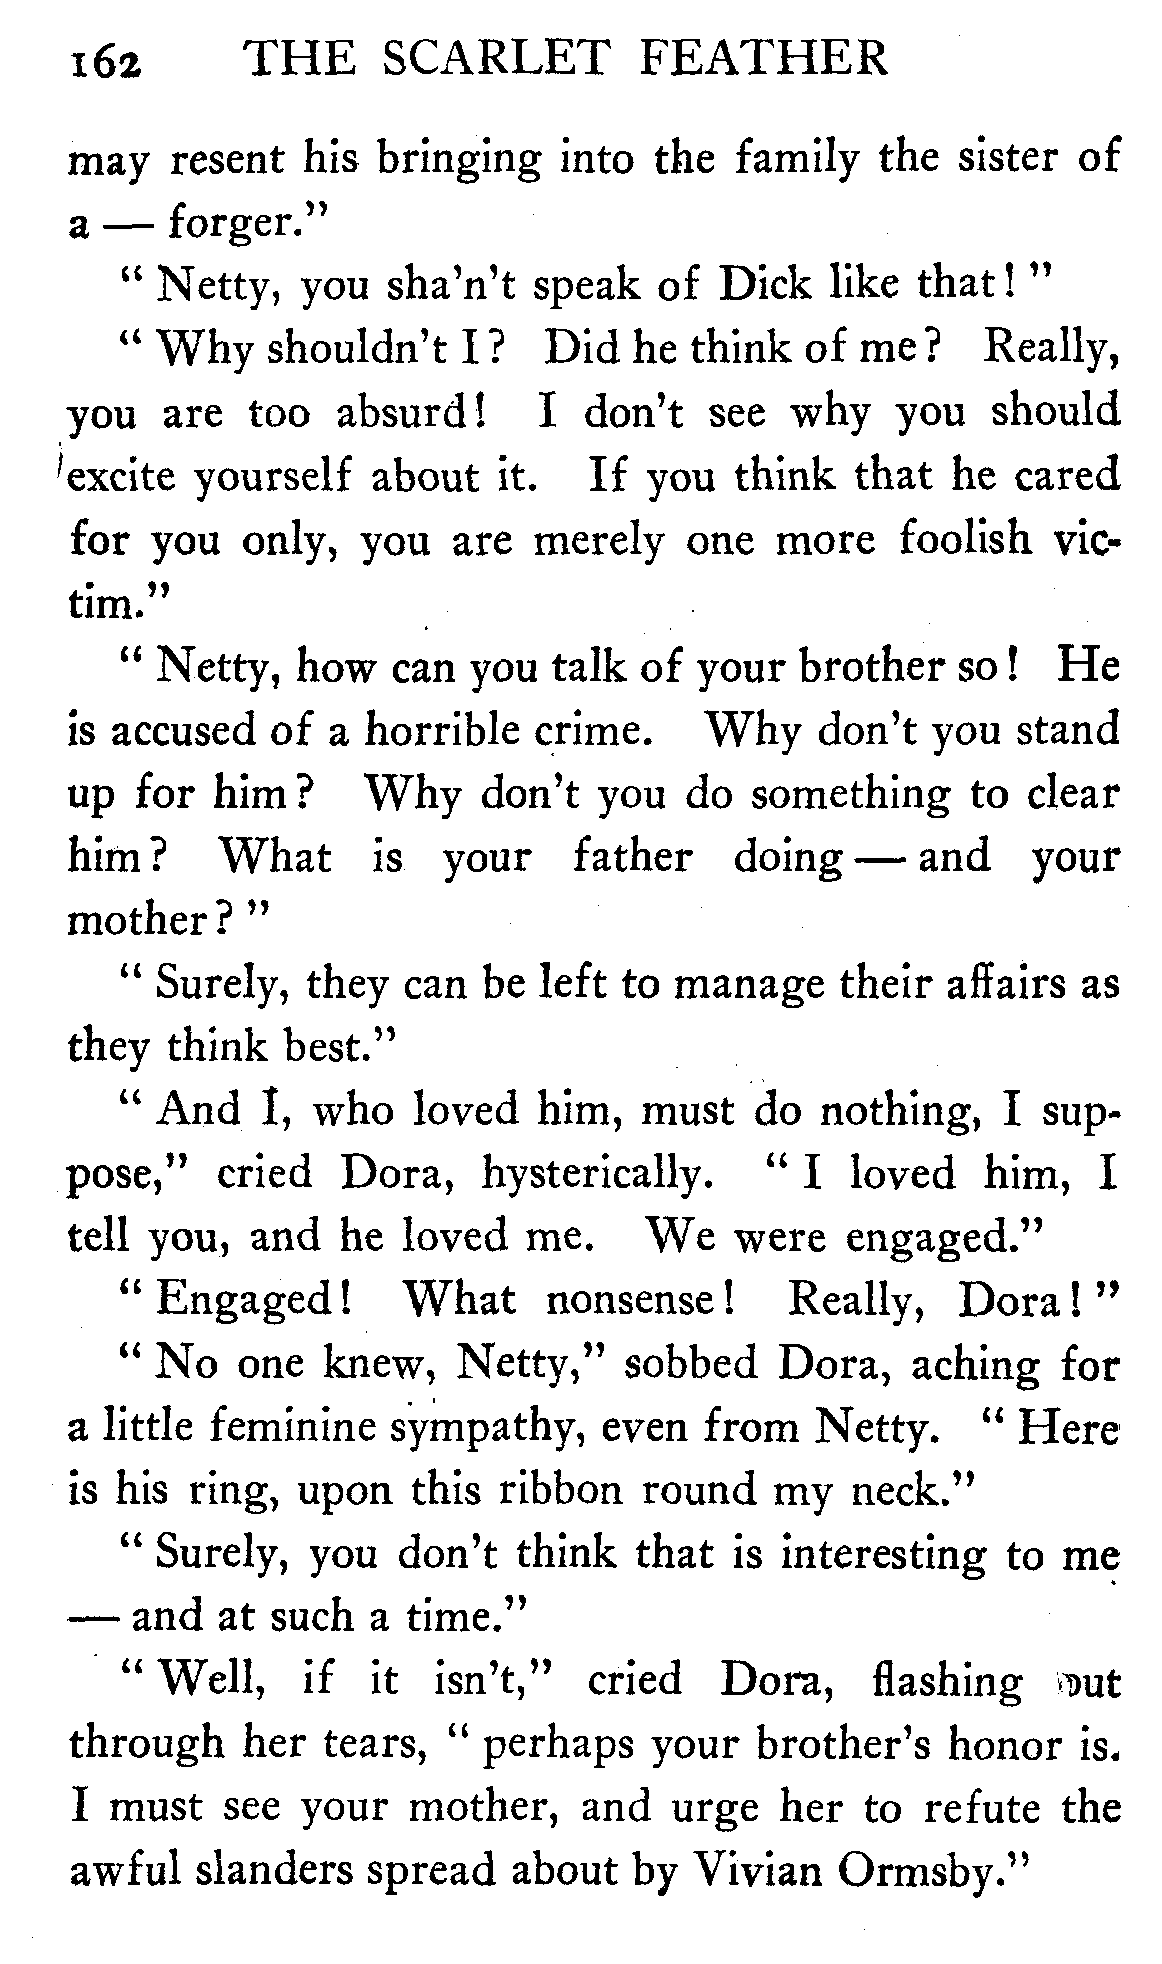 162 THE SCARLET FEATHER
may resent his bringing into the family the sister of
a — forger."
" Netty, you sha'n't speak of Dick like that! "
" Why shouldn't I? Did he think of me? Really,
you are too absurd! I don't see why you should
excite yourself about it. If you think that he cared
for you only, you are merely one more foolish vic-
tim."
" Netty, how can you talk of your brother so! He
is accused of a horrible crime. Why don't you stand
up for him? Why don't you do something to clear
him? What is your father doing — and your
mother? "
" Surely, they can be left to manage their affairs as
they think best."
" And I, who loved him, must do nothing, I sup-
pose," cried Dora, hysterically. " I loved him, I
tell you, and he loved me. We were engaged."
" Engaged! What nonsense! Really, Dora! "
" No one knew, Netty," sobbed Dora, aching for
a little feminine sympathy, even from Netty. " Here
is his ring, upon this ribbon round my neck."
" Surely, you don't think that is interesting to me
— and at such a time."
" Well, if it isn't," cried Dora, flashing out
through her tears, " perhaps your brother's honor is.
I must see your mother, and urge her to refute the
awful slanders spread about by Vivian Ormsby."